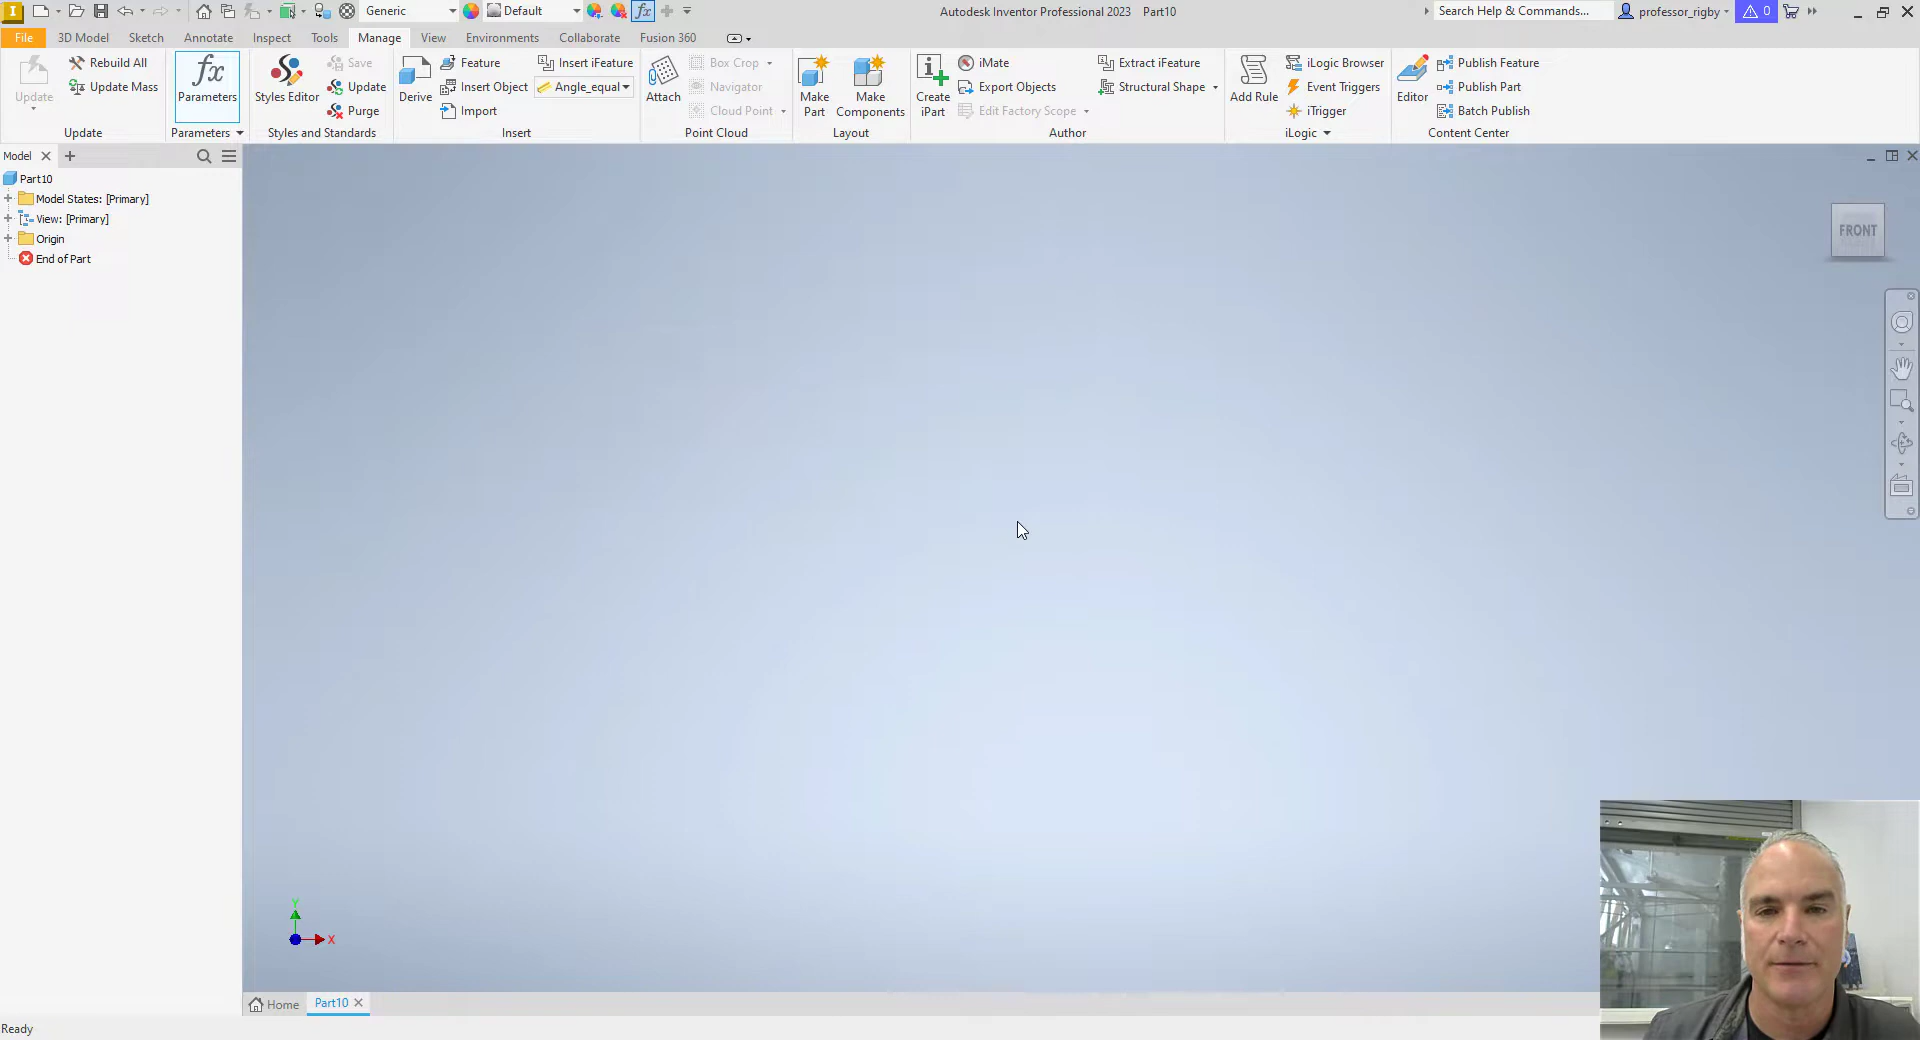 I Generic Default fx Autodesk Inventor Professional 2023 Part10 Search Help & Commands... professor_rigby 0
File 3D Model Sketch Annotate Inspect Tools Manage View Environments Collaborate Fusion 360
Update Rebuild All Update Mass Update
fx Parameters Parameters
Styles Editor Save Update Purge Styles and Standards
Derive Feature Insert Object Import Insert iFeature Angle_equal Insert
Attach Box Crop Navigator Cloud Point Point Cloud
Make Part Make Components Layout
Create iPart iMate Export Objects Edit Factory Scope Extract iFeature Structural Shape Author
Add Rule iLogic Browser Event Triggers iTrigger iLogic
Editor Publish Feature Publish Part Batch Publish Content Center
Model
Part10
Model States: [Primary]
View: [Primary]
Origin
End of Part
FRONT
Y
X
Home Part10
Ready